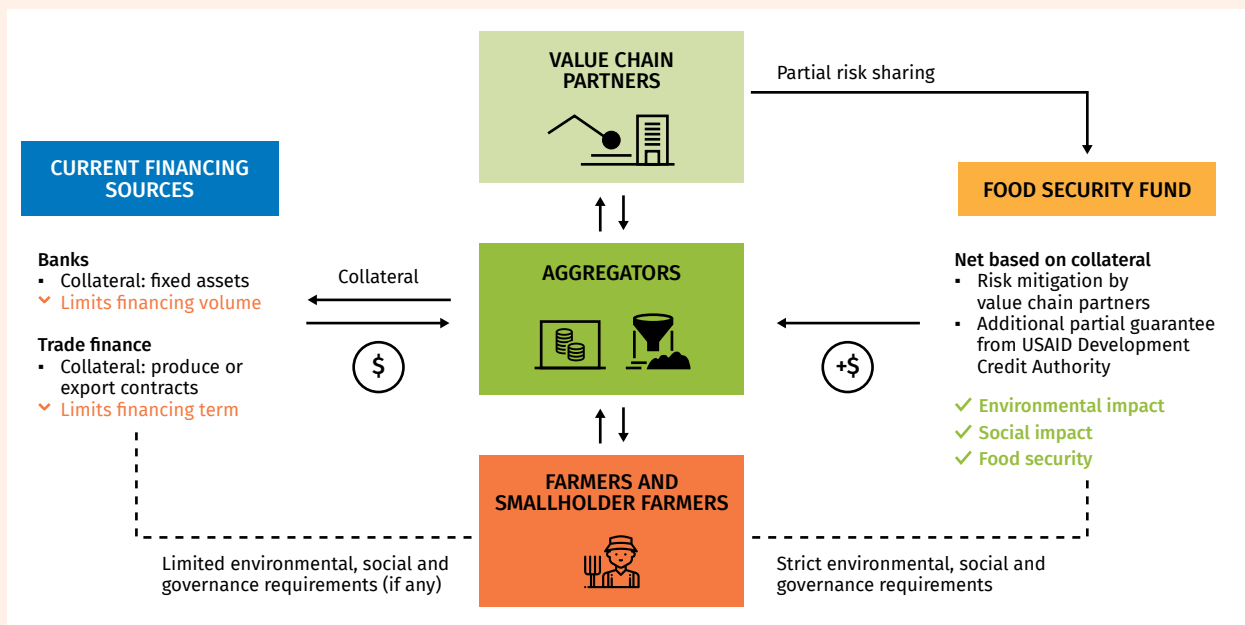 VALUE CHAIN
PARTNERS
Partial risk sharing
CURRENT FINANCING
SOURCES
FOOD SECURITY FUND
Banks
▪ Collateral: fixed assets
Limits financing volume
Trade finance
▪ Collateral: produce or
export contracts
Limits financing term
Collateral
$
AGGREGATORS
+$
Net based on collateral
▪ Risk mitigation by
value chain partners
▪ Additional partial guarantee
from USAID Development
Credit Authority
✓ Environmental impact
✓ Social impact
✓ Food security
FARMERS AND
SMALLHOLDER FARMERS
Limited environmental, social and
governance requirements (if any)
Strict environmental, social and
governance requirements